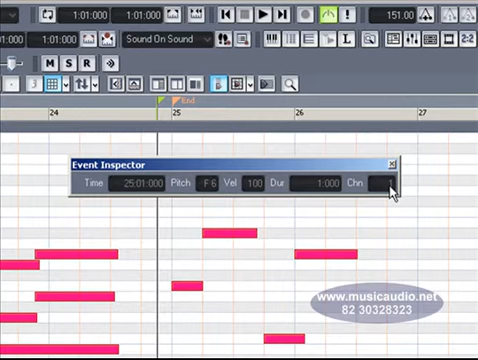 1:01:000 1:01:000 151.00
01:000 1:01:000 Sound On Sound L 2:2
M S R
3
End
24 25 26 27
Event Inspector
Time 25:01:000 Pitch F 6 Vel 100 Dur 1:000 Chn 1
www.musicaudio.net
82 30328323